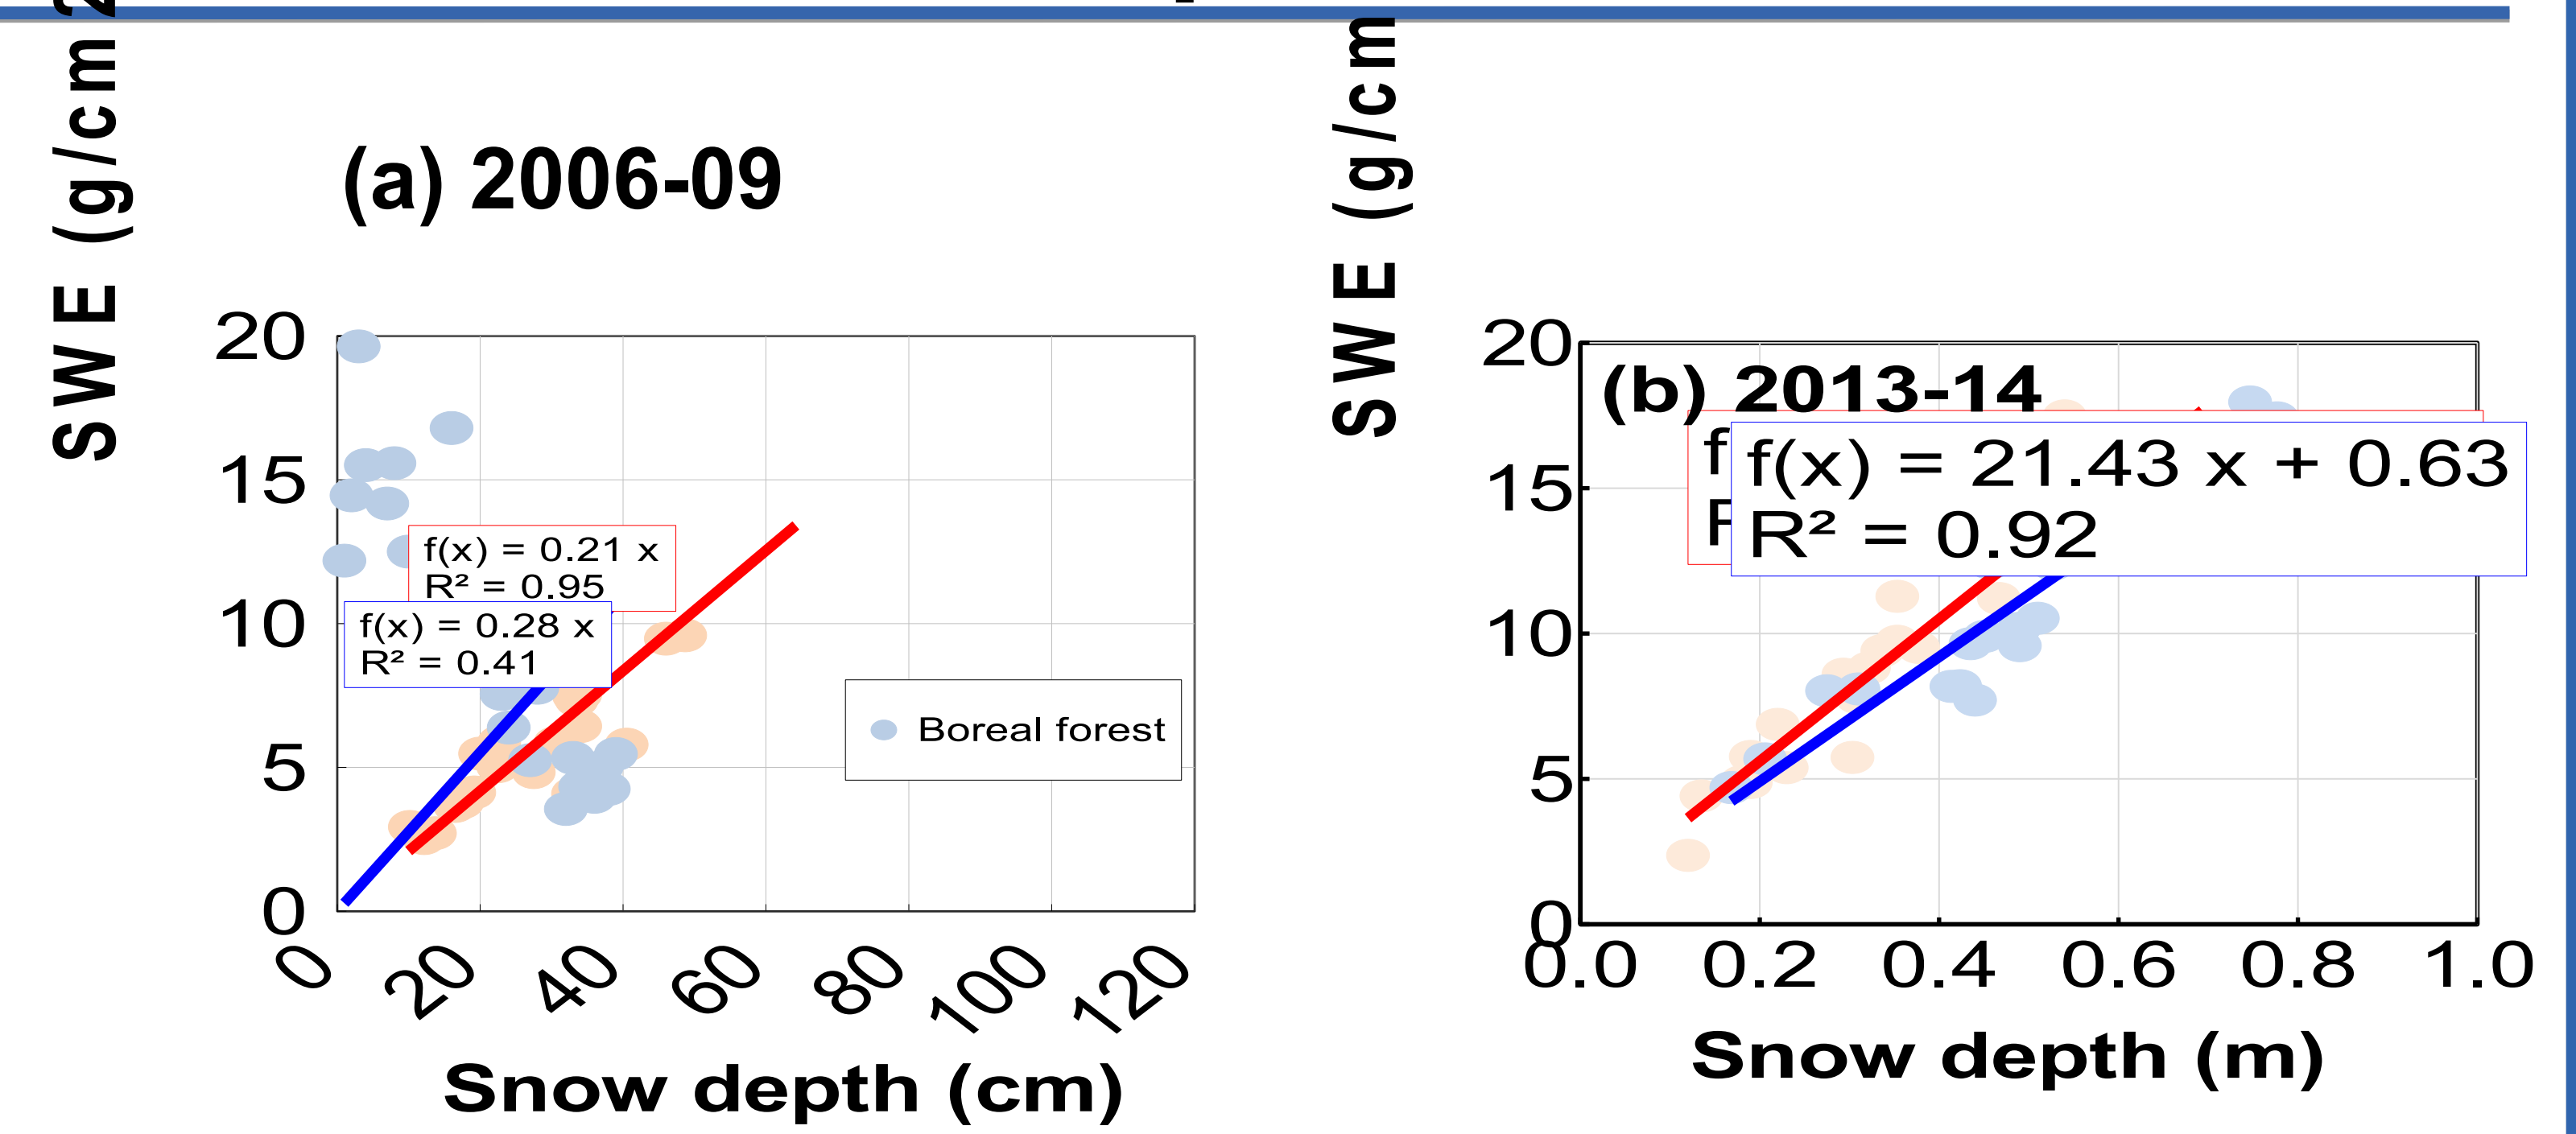 SWE (g/cm2
(a) 2006-09
20
15
10
5
0
f(x) = 0.21 x
R² = 0.95
f(x) = 0.28 x
R² = 0.41
Boreal forest
0 20 40 60 80 100 120
Snow depth (cm)
SWE (g/cm
(b) 2013-14
20
15
10
5
0
f
f(x) = 21.43 x + 0.63
R² = 0.92
0.0 0.2 0.4 0.6 0.8 1.0
Snow depth (m)